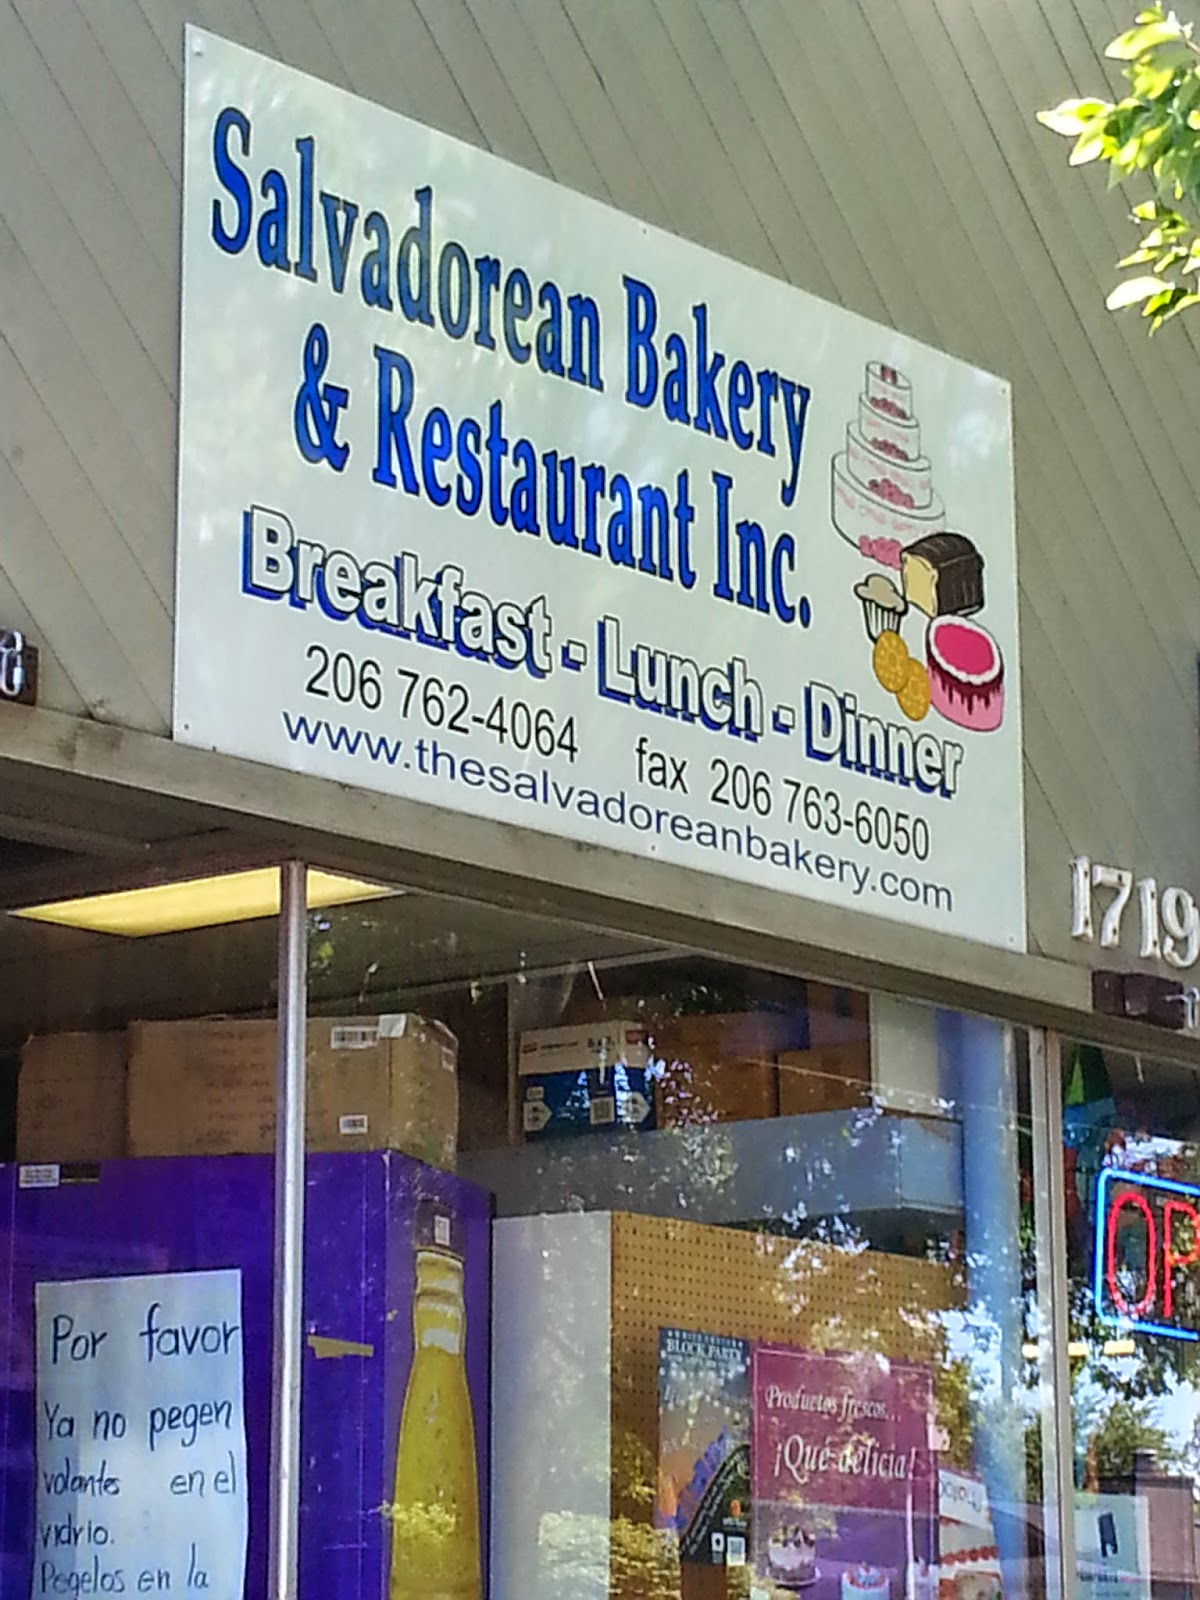 Salvadorean Bakery
& Restaurant Inc.
Breakfast - Lunch - Dinner
206 762-4064 fax 206 763-6050
www.thesalvadoreanbakery.com
1719
OP
Por favor
Ya no pegen
volantes en el
vidrio.
Pegelos en la
BLOCK PARTY
Productos frescos...
¡Qué delicia!